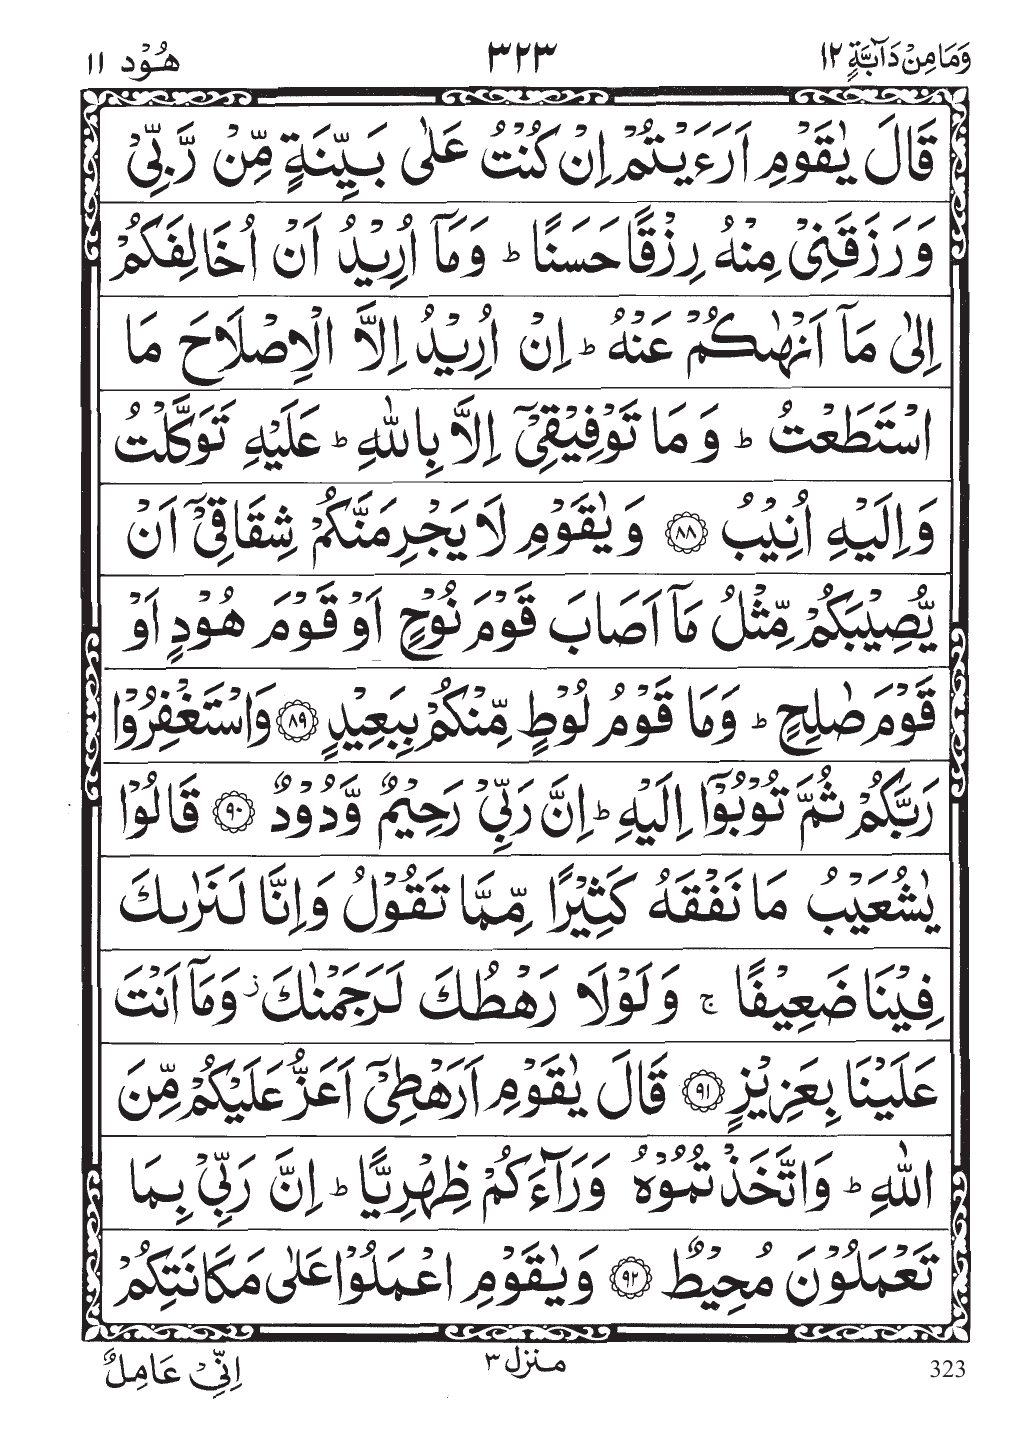 وَمَا مِنْ دَآبَّةٍ ١٢ ٣٢٣ هُوْد ١١
قَالَ يٰقَوْمِ اَرَءَيْتُمْ اِنْ كُنْتُ عَلٰى بَيِّنَةٍ مِّنْ رَّبِّىْ
وَرَزَقَنِىْ مِنْهُ رِزْقًا حَسَنًا ؕ وَمَآ اُرِيْدُ اَنْ اُخَالِفَكُمْ
اِلٰى مَآ اَنْهٰىكُمْ عَنْهُ ؕ اِنْ اُرِيْدُ اِلَّا الْاِصْلَاحَ مَا
اسْتَطَعْتُ ؕ وَمَا تَوْفِيْقِىْٓ اِلَّا بِاللّٰهِ ؕ عَلَيْهِ تَوَكَّلْتُ
وَاِلَيْهِ اُنِيْبُ ﴿٨٨﴾ وَيٰقَوْمِ لَا يَجْرِمَنَّكُمْ شِقَاقِىْٓ اَنْ
يُّصِيْبَكُمْ مِّثْلُ مَآ اَصَابَ قَوْمَ نُوْحٍ اَوْ قَوْمَ هُوْدٍ اَوْ
قَوْمَ صٰلِحٍ ؕ وَمَا قَوْمُ لُوْطٍ مِّنْكُمْ بِبَعِيْدٍ ﴿٨٩﴾ وَاسْتَغْفِرُوْا
رَبَّكُمْ ثُمَّ تُوْبُوْٓا اِلَيْهِ ؕ اِنَّ رَبِّىْ رَحِيْمٌ وَّدُوْدٌ ﴿٩٠﴾ قَالُوْا
يٰشُعَيْبُ مَا نَفْقَهُ كَثِيْرًا مِّمَّا تَقُوْلُ وَاِنَّا لَنَرٰىكَ
فِيْنَا ضَعِيْفًا ۚ وَلَوْلَا رَهْطُكَ لَرَجَمْنٰكَ ز وَمَآ اَنْتَ
عَلَيْنَا بِعَزِيْزٍ ﴿٩١﴾ قَالَ يٰقَوْمِ اَرَهْطِىْٓ اَعَزُّ عَلَيْكُمْ مِّنَ
اللّٰهِ ؕ وَاتَّخَذْتُمُوْهُ وَرَآءَكُمْ ظِهْرِيًّا ؕ اِنَّ رَبِّىْ بِمَا
تَعْمَلُوْنَ مُحِيْطٌ ﴿٩٢﴾ وَيٰقَوْمِ اعْمَلُوْا عَلٰى مَكَانَتِكُمْ
323 منزل ٣ اِنِّىْ عَامِلٌ